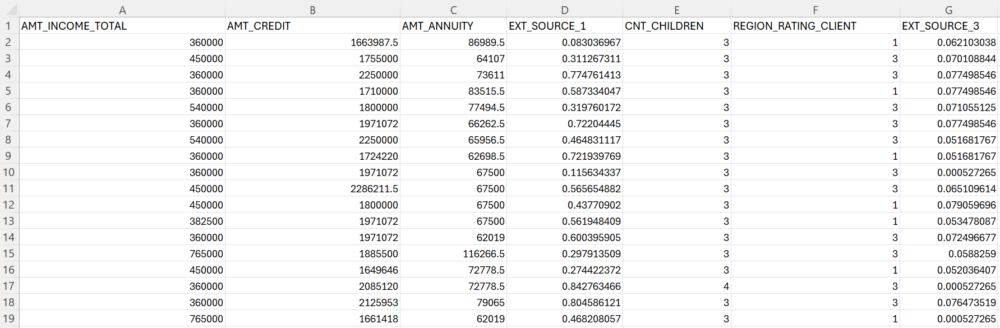 A B C D E F G
1 AMT_INCOME_TOTAL AMT_CREDIT AMT_ANNUITY EXT_SOURCE_1 CNT_CHILDREN REGION_RATING_CLIENT EXT_SOURCE_3
2 360000 1663987.5 86989.5 0.083036967 3 1 0.062103038
3 450000 1755000 64107 0.311267311 3 3 0.070108844
4 360000 2250000 73611 0.774761413 3 3 0.077498546
5 360000 1710000 83515.5 0.587334047 3 1 0.077498546
6 540000 1800000 77494.5 0.319760172 3 3 0.071055125
7 360000 1971072 66262.5 0.72204445 3 3 0.077498546
8 540000 2250000 65956.5 0.464831117 3 3 0.051681767
9 360000 1724220 62698.5 0.721939769 3 1 0.051681767
10 360000 1971072 67500 0.115634337 3 3 0.000527265
11 450000 2286211.5 67500 0.565654882 3 3 0.065109614
12 450000 1800000 67500 0.43770902 3 1 0.079059696
13 382500 1971072 67500 0.561948409 3 1 0.053478087
14 360000 1971072 62019 0.600395905 3 3 0.072496677
15 765000 1885500 116266.5 0.297913509 3 3 0.0588259
16 450000 1649646 72778.5 0.274422372 3 1 0.052036407
17 360000 2085120 72778.5 0.842763466 4 3 0.000527265
18 360000 2125953 79065 0.804586121 3 3 0.076473519
19 765000 1661418 62019 0.468208057 3 1 0.000527265